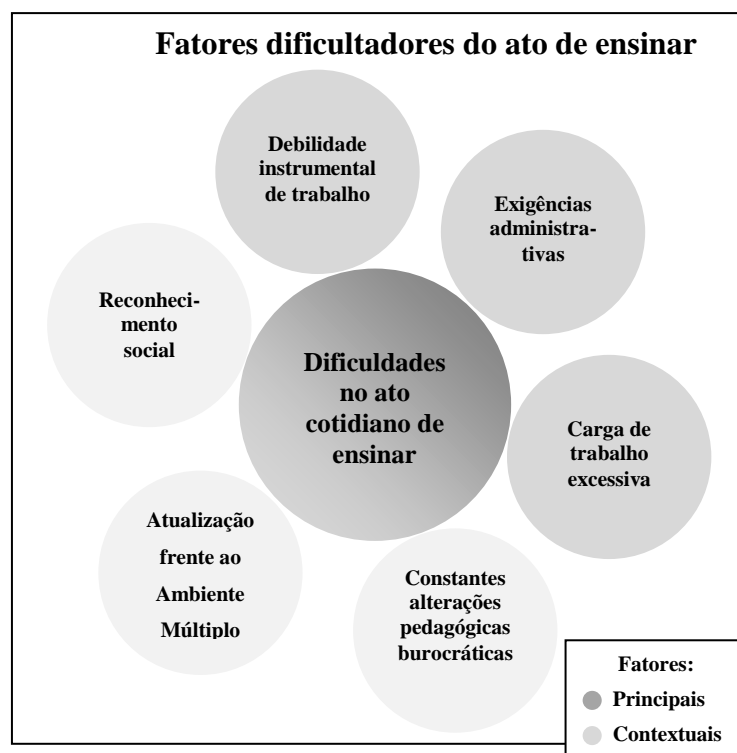 Fatores dificultadores do ato de ensinar
Debilidade
instrumental
de trabalho
Exigências
administra-
tivas
Reconheci-
mento
social
Dificuldades
no ato
cotidiano de
ensinar
Carga de
trabalho
excessiva
Atualização
frente ao
Ambiente
Múltiplo
Constantes
alterações
pedagógicas
burocráticas
Fatores:
Principais
Contextuais